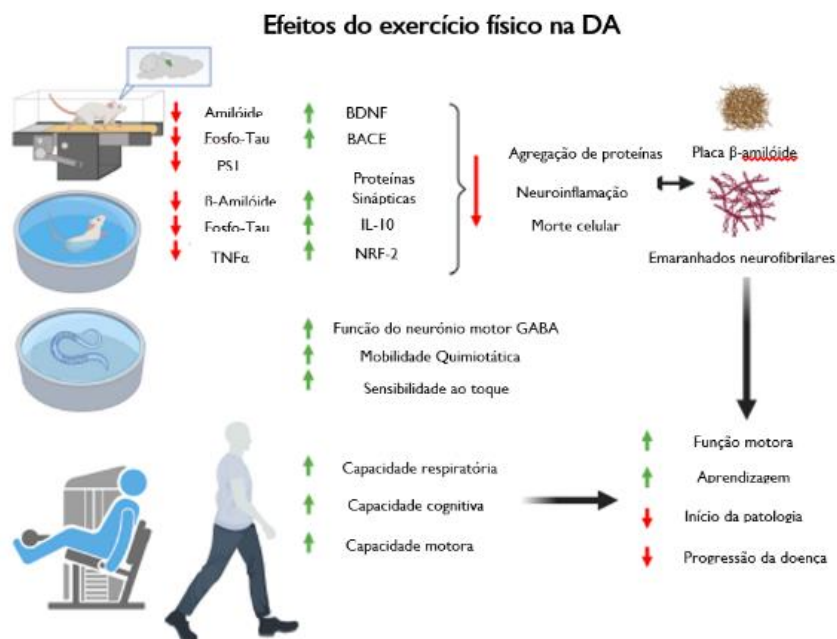 Efeitos do exercício físico na DA
Amilóide
BDNF
Fosfo-Tau
BACE
PS1
β-Amilóide
Proteínas
Sinápticas
Fosfo-Tau
IL-10
TNFα
NRF-2
Agregação de proteínas
Neuroinflamação
Morte celular
Placa β-amilóide
Emaranhados neurofibrilares
Função do neurónio motor GABA
Mobilidade Quimiotática
Sensibilidade ao toque
Capacidade respiratória
Capacidade cognitiva
Capacidade motora
Função motora
Aprendizagem
Início da patologia
Progressão da doença